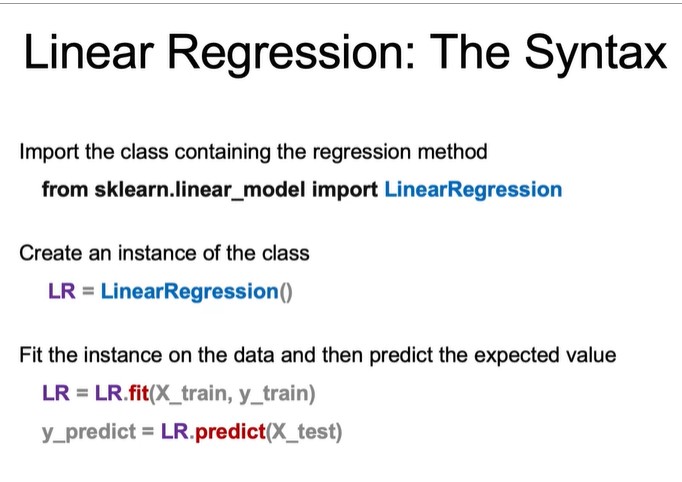 Linear Regression: The Syntax
Import the class containing the regression method
from sklearn.linear_model import LinearRegression
Create an instance of the class
LR = LinearRegression()
Fit the instance on the data and then predict the expected value
LR = LR.fit(X_train, y_train)
y_predict = LR.predict(X_test)